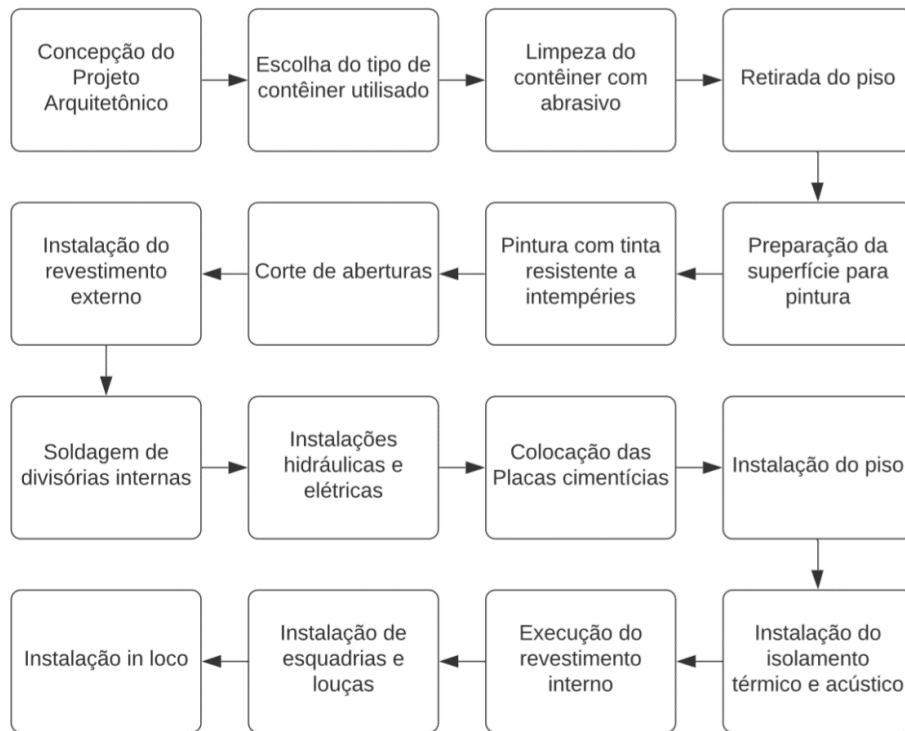 Concepção do
Projeto
Arquitetônico
Escolha do tipo de
contêiner utilisado
Limpeza do
contêiner com
abrasivo
Retirada do piso
Preparação da
superfície para
pintura
Pintura com tinta
resistente a
intempéries
Corte de aberturas
Instalação do
revestimento
externo
Soldagem de
divisórias internas
Instalações
hidráulicas e
elétricas
Colocação das
Placas cimentícias
Instalação do piso
Instalação do
isolamento
térmico e acústico
Execução do
revestimento
interno
Instalação de
esquadrias e
louças
Instalação in loco